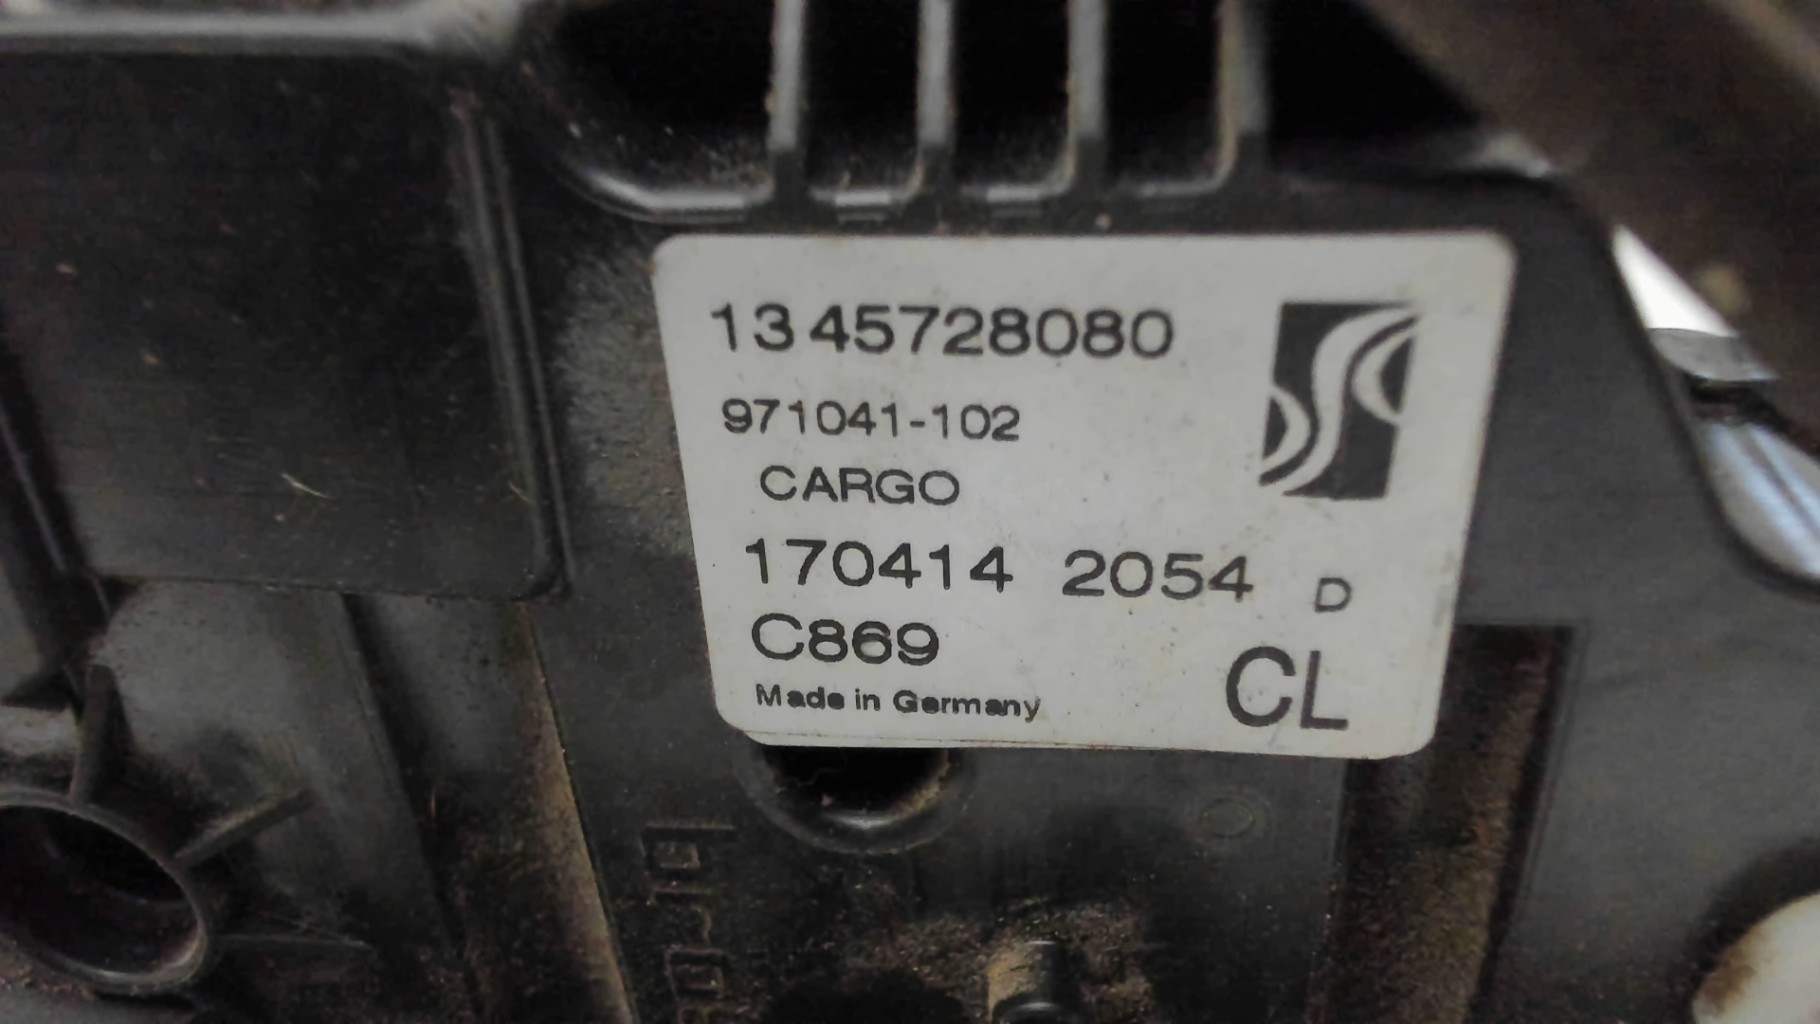 1345728080
971041-102
CARGO
170414 2054 D
C869
CL
Made in Germany